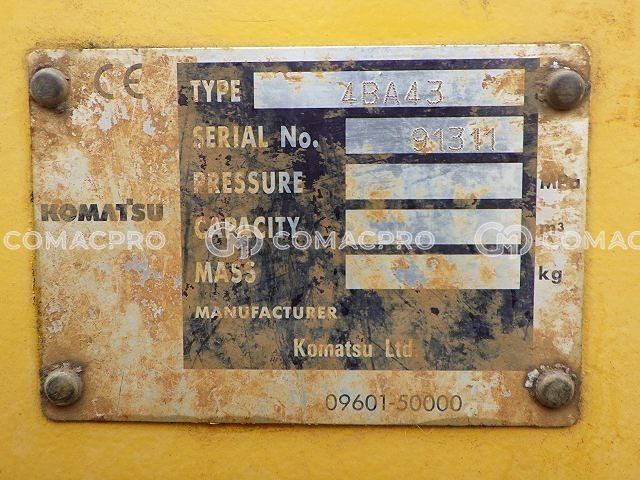 CE
TYPE 4BA43
SERIAL No. 91311
PRESSURE MPa
KOMATSU
CAPACITY m³
COMACPRO COMACPRO COMACPRO
MASS kg
MANUFACTURER
Komatsu Ltd
09601-50000